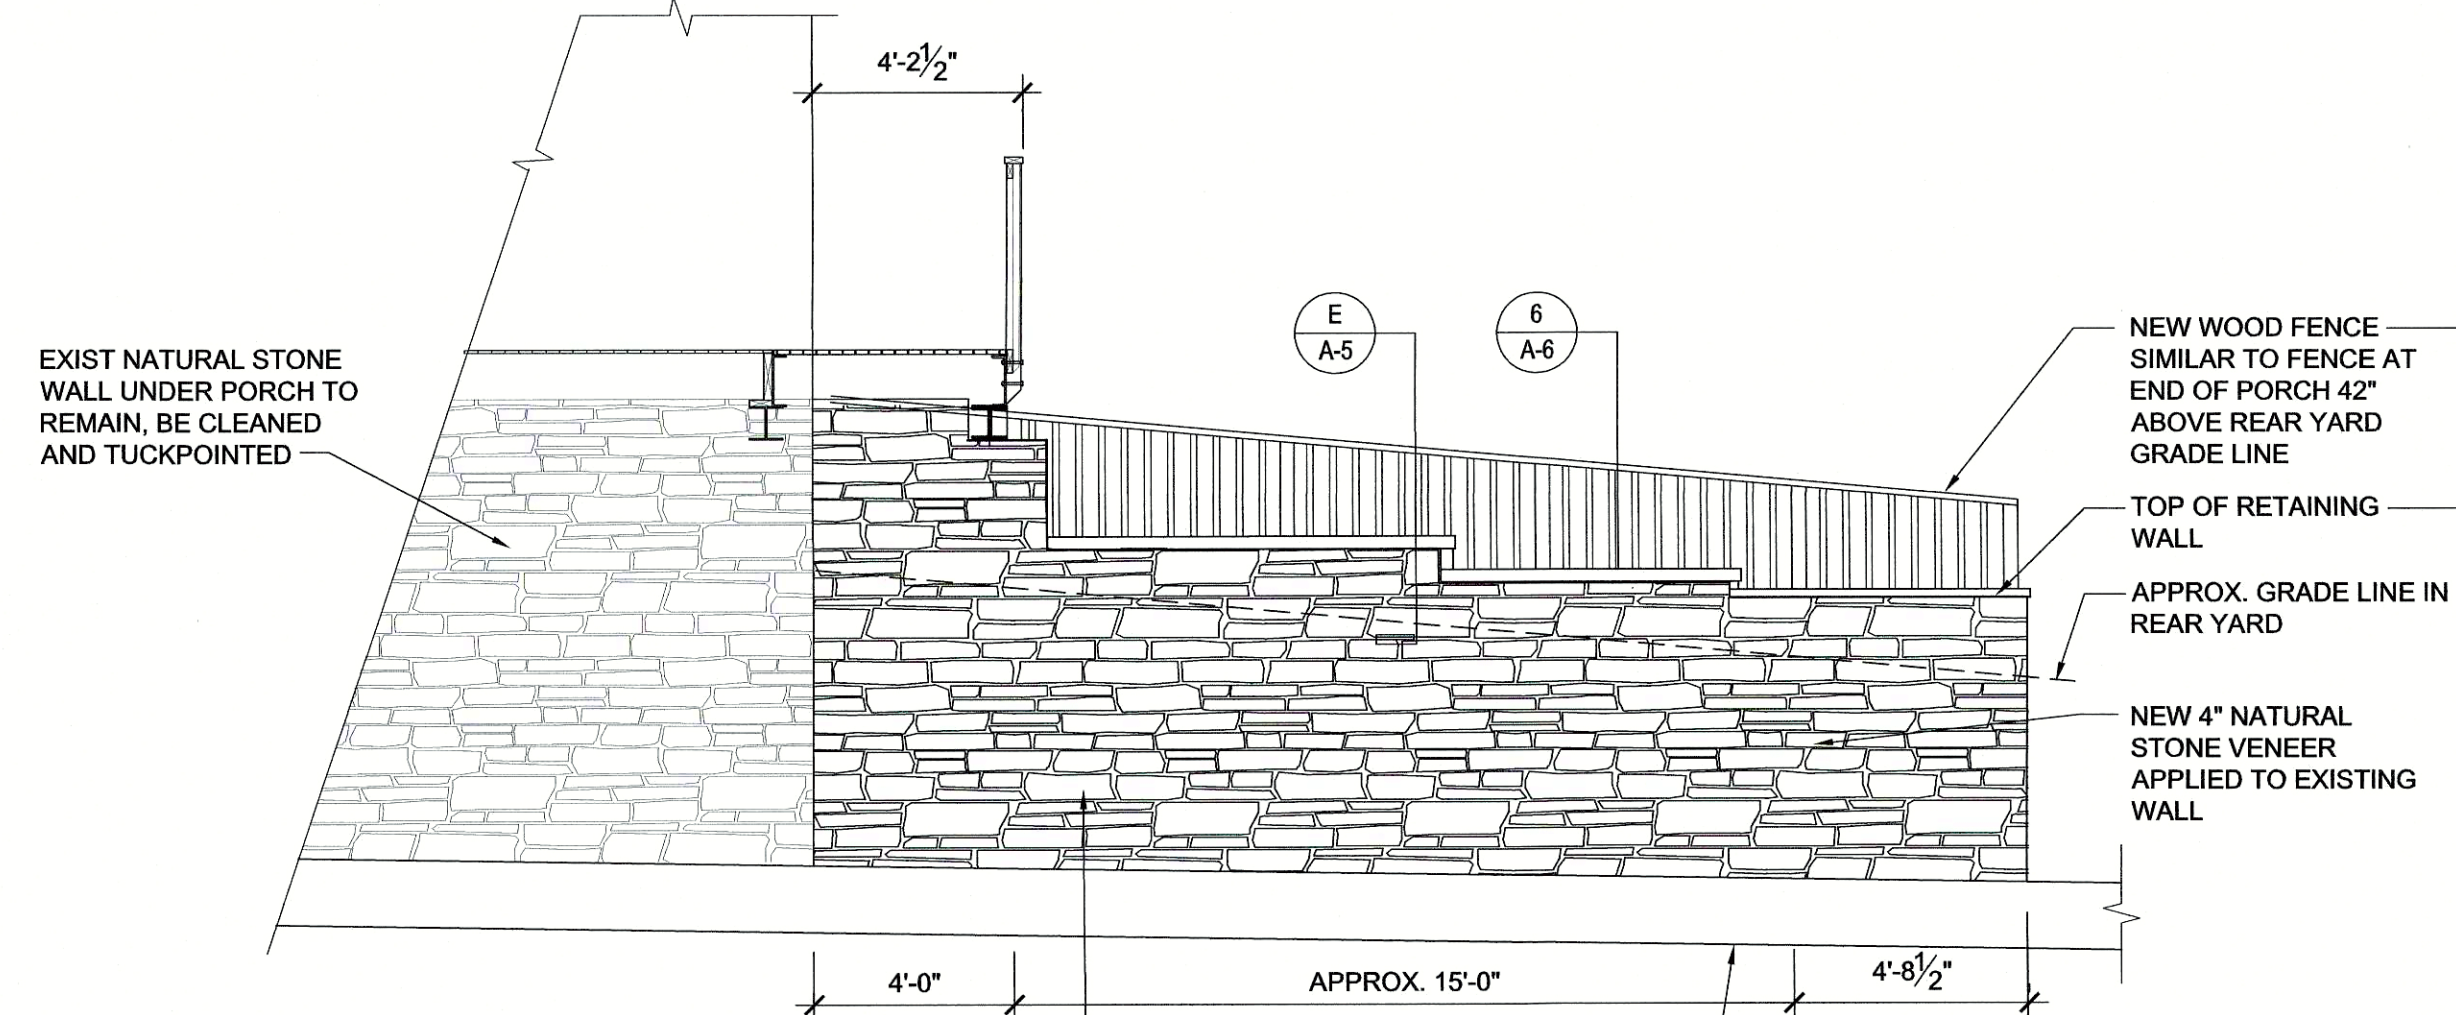 4'-2½"
E
A-5
6
A-6
EXIST NATURAL STONE
WALL UNDER PORCH TO
REMAIN, BE CLEANED
AND TUCKPOINTED
NEW WOOD FENCE
SIMILAR TO FENCE AT
END OF PORCH 42"
ABOVE REAR YARD
GRADE LINE
TOP OF RETAINING
WALL
APPROX. GRADE LINE IN
REAR YARD
NEW 4" NATURAL
STONE VENEER
APPLIED TO EXISTING
WALL
4'-0"
APPROX. 15'-0"
4'-8½"